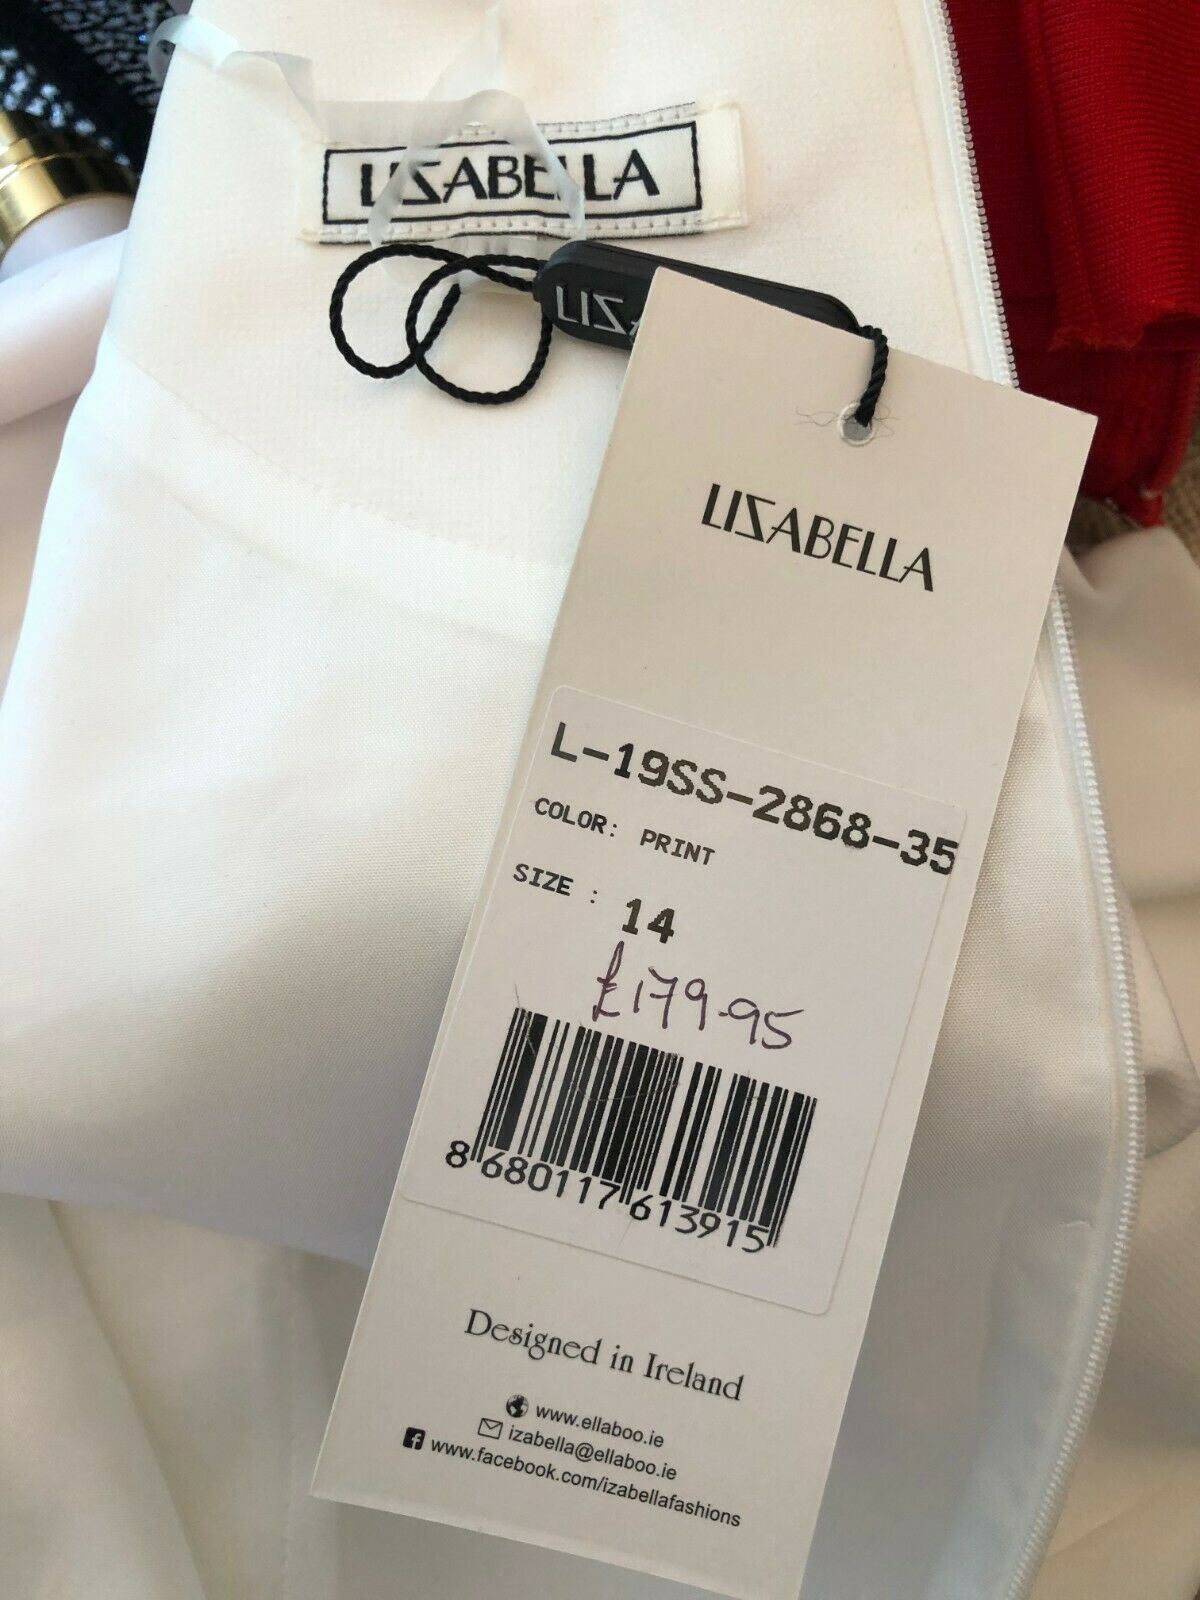 LIZABELLA
LIZ
LIZABELLA
L-19SS-2868-35
COLOR: PRINT
SIZE : 14
£179.95
8 680117 613915
Designed in Ireland
www.ellaboo.ie
izabella@ellaboo.ie
www.facebook.com/izabellafashions